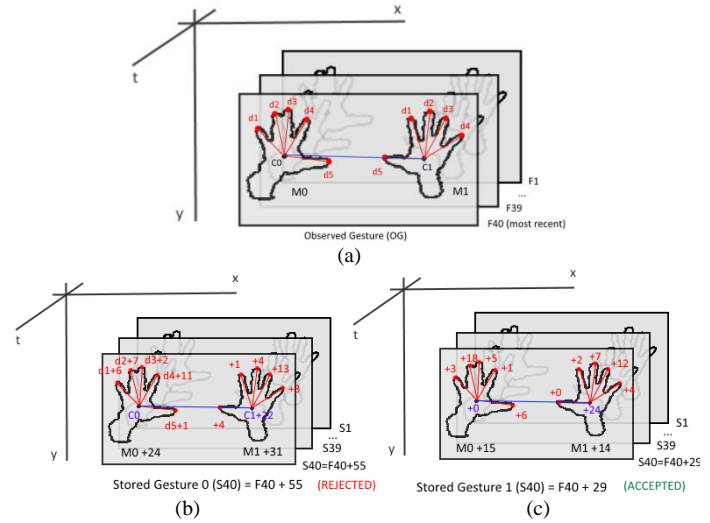 x
t
d2 d3
d1 d4
d2
d1 d3
d4
C0 d5 d5 C1
M0 M1
F1
...
F39
F40 (most recent)
y
Observed Gesture (OG)
(a)
x
t
d2+7 d3+2
d1+6 d4+11
+1 +4
+13
+8
C0 C1+22
d5+1 +4
M0 +24 M1 +31
S1
...
S39
S40=F40+55
y
Stored Gesture 0 (S40) = F40 + 55 (REJECTED)
(b)
x
t
+18 +5
+3 +1
+2 +7
+12
+4
+0 +6 +0 +24
M0 +15 M1 +14
S1
...
S39
S40=F40+29
y
Stored Gesture 1 (S40) = F40 + 29 (ACCEPTED)
(c)